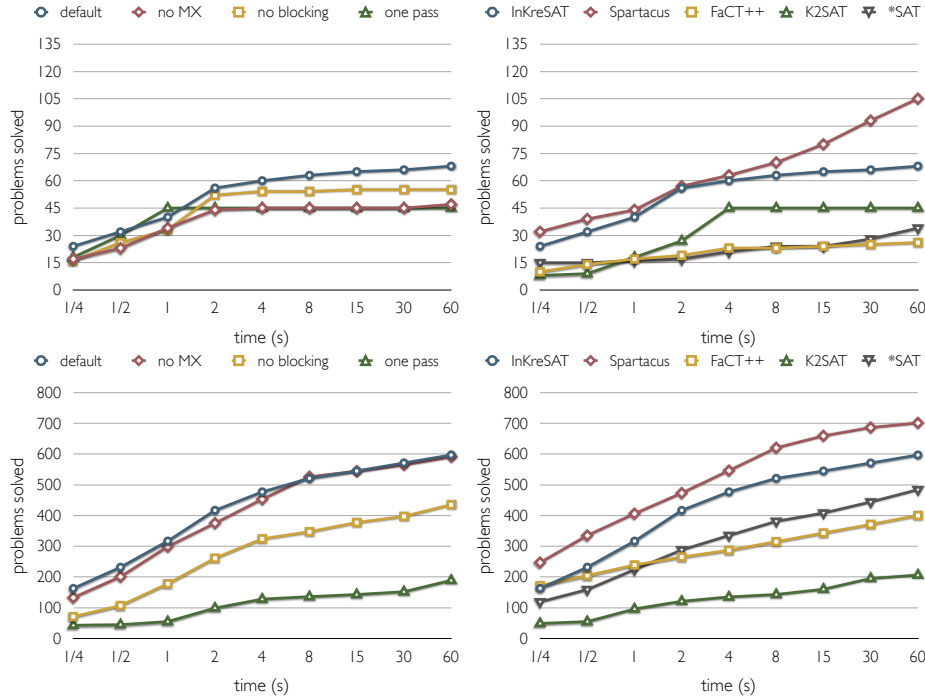 default no MX no blocking one pass
problems solved
135
120
105
90
75
60
45
30
15
0
1/4 1/2 1 2 4 8 15 30 60
time (s)
InKreSAT Spartacus FaCT++ K2SAT *SAT
problems solved
135
120
105
90
75
60
45
30
15
0
1/4 1/2 1 2 4 8 15 30 60
time (s)
default no MX no blocking one pass
problems solved
800
700
600
500
400
300
200
100
0
1/4 1/2 1 2 4 8 15 30 60
time (s)
InKreSAT Spartacus FaCT++ K2SAT *SAT
problems solved
800
700
600
500
400
300
200
100
0
1/4 1/2 1 2 4 8 15 30 60
time (s)